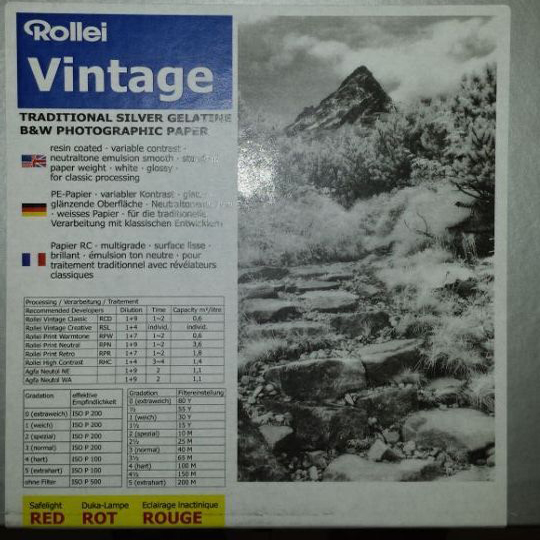 Rollei
Vintage
TRADITIONAL SILVER GELATINE
B&W PHOTOGRAPHIC PAPER
resin coated · variable contrast ·
neutraltone emulsion smooth ·
paper weight · white · glossy ·
for classic processing
PE-Papier · variabler Kontrast ·
glänzende Oberfläche ·
· weisses Papier · für die traditionelle
Verarbeitung mit klassischen Entwicklern
Papier RC · multigrade · surface lisse ·
brillant · émulsion ton neutre · pour
traitement traditionnel avec révélateurs
classiques
Processing / Verarbeitung / Traitement
Recommended Developers Dilution Time Capacity m²/litre
Rollei Vintage Classic RCD 1+9 1~2 0,6
Rollei Vintage Creative RSL 1+4 individ. individ.
Rollei Print Warmtone RPW 1+7 1~2 0,6
Rollei Print Neutral RPN 1+9 1~2 3,6
Rollei Print Retro RPR 1+7 1~2 1,8
Rollei High Contrast RHC 1+4 3~4 1,4
Agfa Neutol NE 1+9 2 1,1
Agfa Neutol WA 1+9 2 1,1
Gradation effektive Empfindlichkeit
0 (extraweich) ISO P 200
1 (weich) ISO P 200
2 (spezial) ISO P 200
3 (normal) ISO P 200
4 (hart) ISO P 100
5 (extrahart) ISO P 100
ohne Filter ISO P 500
Gradation Filtereinstellung
0 (extraweich) 80 Y
½ 55 Y
1 (weich) 30 Y
1½ 15 Y
2 (spezial) 10 M
2½ 25 M
3 (normal) 40 M
3½ 65 M
4 (hart) 100 M
4½ 150 M
5 (extrahart) 200 M
Safelight Duka-Lampe Eclairage inactinique
RED ROT ROUGE